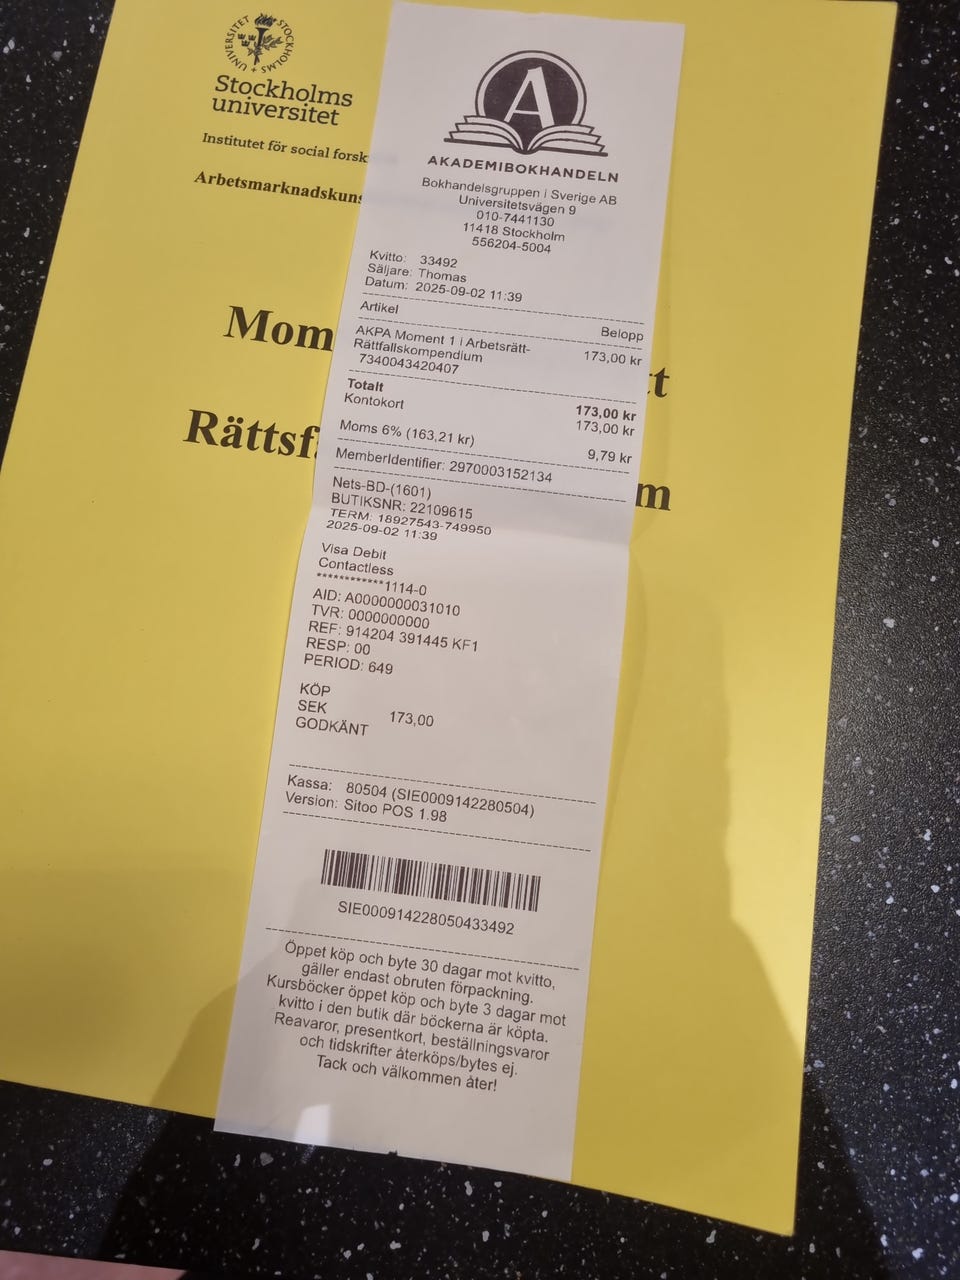 STOCKHOLMS UNIVERSITET
Stockholms
universitet
Institutet för social forsk
Arbetsmarknadskuns
Mom
tt
Rättsf
m
A
AKADEMIBOKHANDELN
Bokhandelsgruppen i Sverige AB
Universitetsvägen 9
010-7441130
11418 Stockholm
556204-5004
Kvitto: 33492
Säljare: Thomas
Datum: 2025-09-02 11:39
Artikel Belopp
AKPA Moment 1 i Arbetsrätt- 173,00 kr
Rättfallskompendium
7340043420407
Totalt 173,00 kr
Kontokort 173,00 kr
Moms 6% (163,21 kr) 9,79 kr
MemberIdentifier: 2970003152134
Nets-BD-(1601)
BUTIKSNR: 22109615
TERM: 18927543-749950
2025-09-02 11:39
Visa Debit
Contactless
************1114-0
AID: A0000000031010
TVR: 0000000000
REF: 914204 391445 KF1
RESP: 00
PERIOD: 649
KÖP
SEK 173,00
GODKÄNT
Kassa: 80504 (SIE0009142280504)
Version: Sitoo POS 1.98
SIE000914228050433492
Öppet köp och byte 30 dagar mot kvitto,
gäller endast obruten förpackning.
Kursböcker öppet köp och byte 3 dagar mot
kvitto i den butik där böckerna är köpta.
Reavaror, presentkort, beställningsvaror
och tidskrifter återköps/bytes ej.
Tack och välkommen åter!